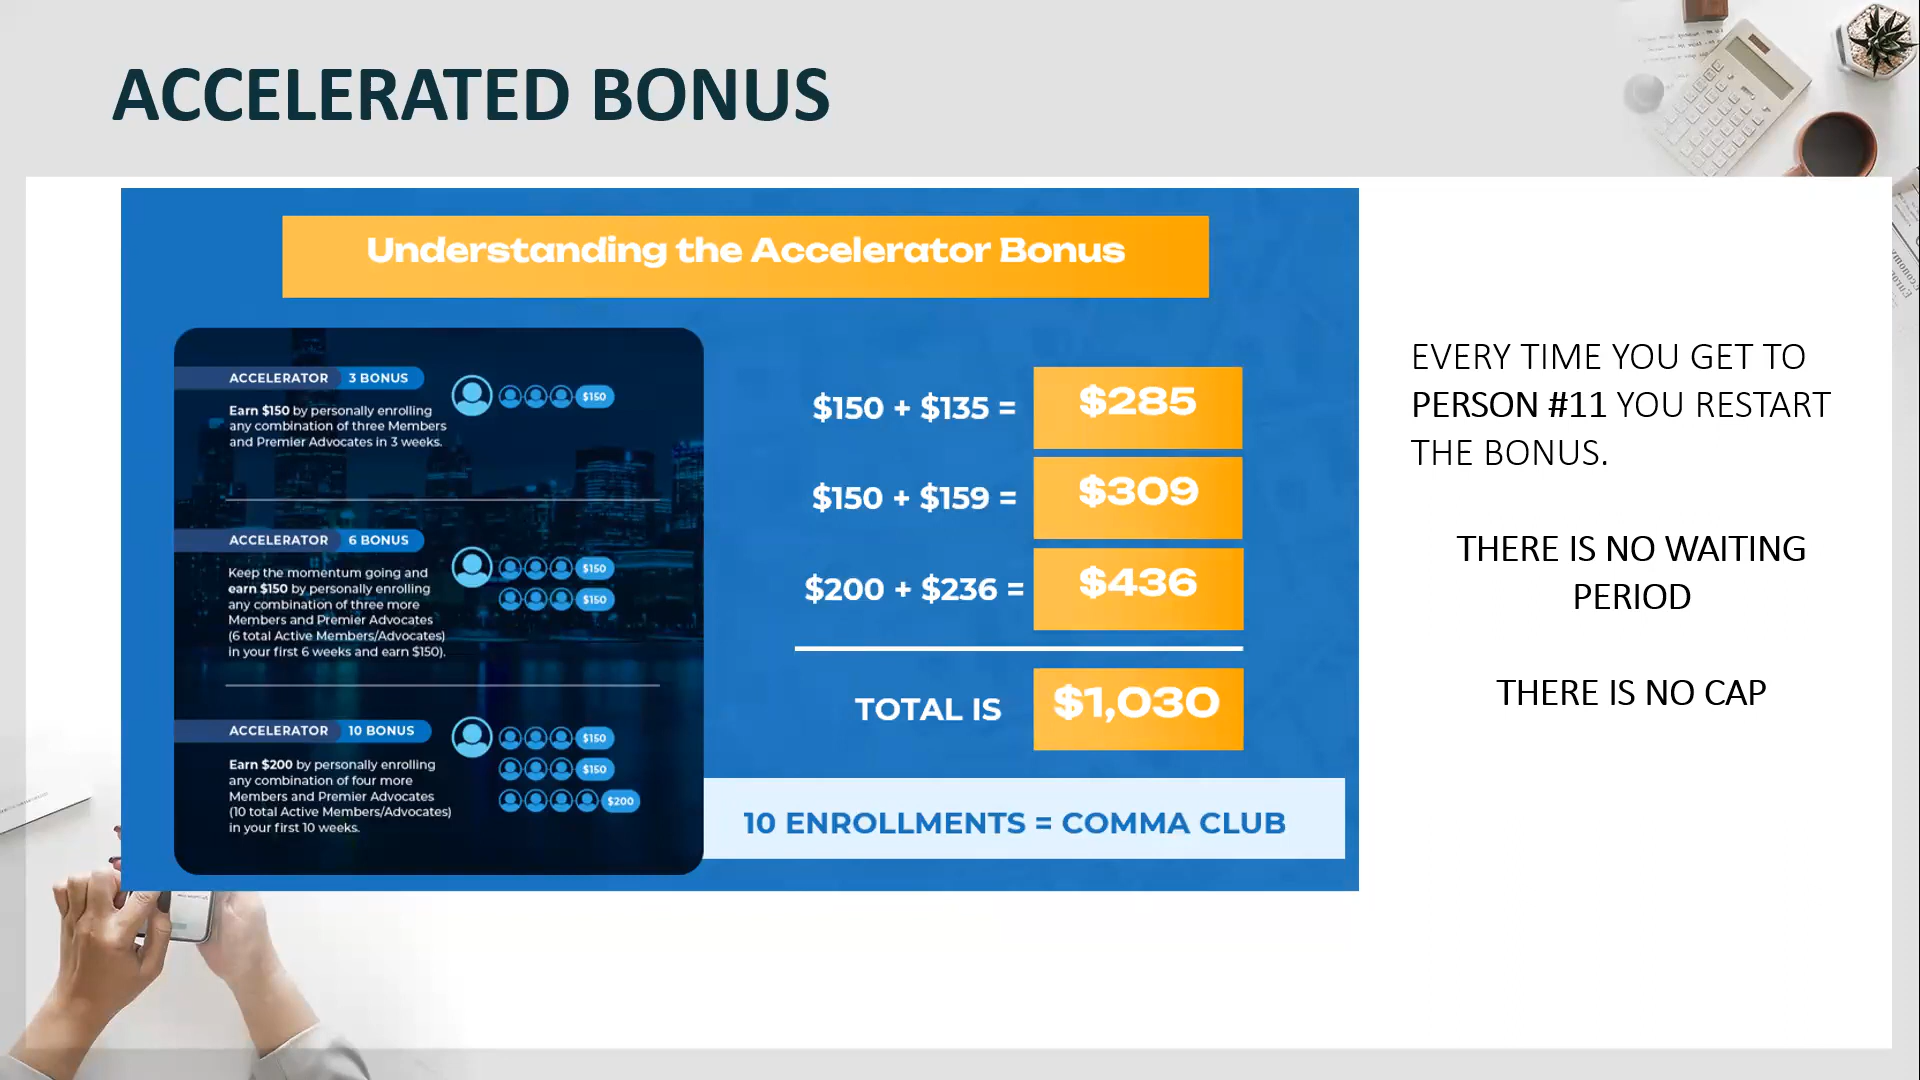 ACCELERATED BONUS
Understanding the Accelerator Bonus
ACCELERATOR 3 BONUS
Earn $150 by personally enrolling
any combination of three Members
and Premier Advocates in 3 weeks.
$150
ACCELERATOR 6 BONUS
Keep the momentum going and
earn $150 by personally enrolling
any combination of three more
Members and Premier Advocates
(6 total Active Members/Advocates)
in your first 6 weeks and earn $150).
$150
$150
ACCELERATOR 10 BONUS
Earn $200 by personally enrolling
any combination of four more
Members and Premier Advocates
(10 total Active Members/Advocates)
in your first 10 weeks.
$150
$150
$200
$150 + $135 = $285
$150 + $159 = $309
$200 + $236 = $436
TOTAL IS $1,030
10 ENROLLMENTS = COMMA CLUB
EVERY TIME YOU GET TO
PERSON #11 YOU RESTART
THE BONUS.
THERE IS NO WAITING
PERIOD
THERE IS NO CAP